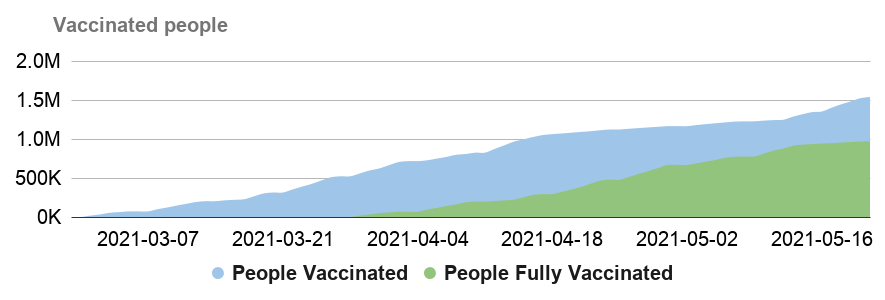 Vaccinated people
2.0M
1.5M
1.0M
500K
0K
2021-03-07 2021-03-21 2021-04-04 2021-04-18 2021-05-02 2021-05-16
People Vaccinated People Fully Vaccinated